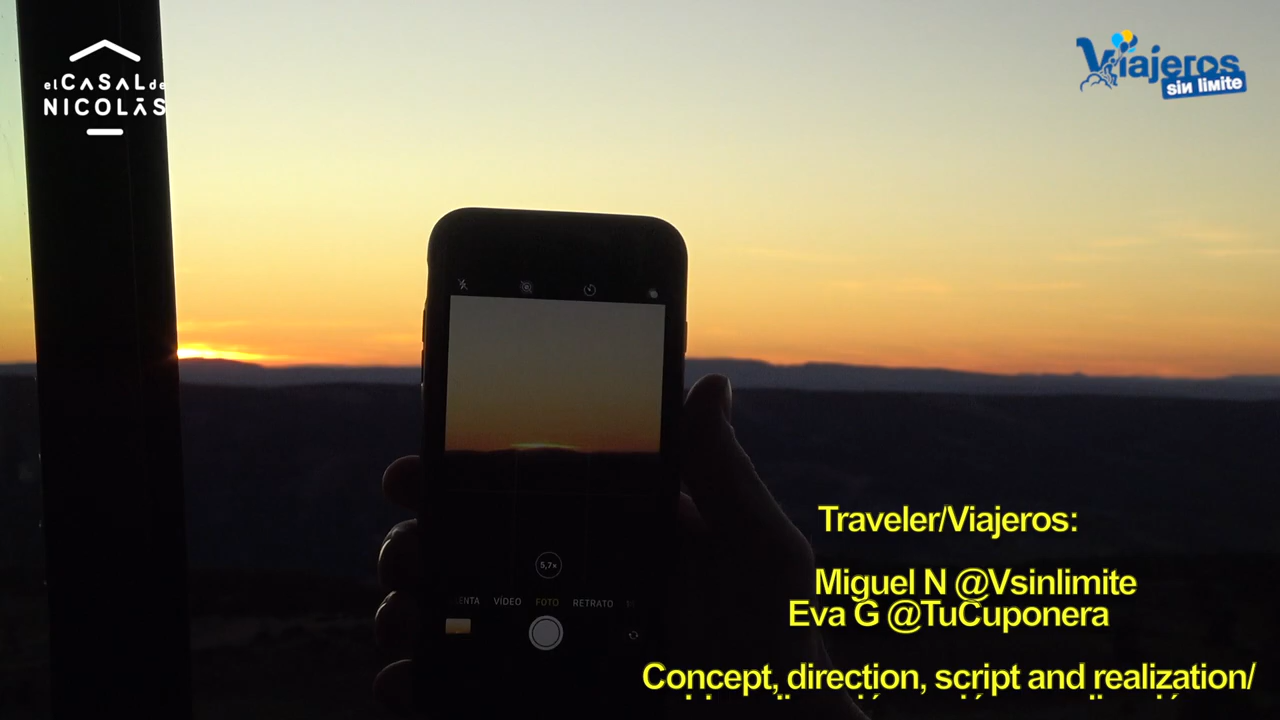 el CASAL de
NICOLÁS
Viajeros
sin limite
5,7×
VÍDEO FOTO RETRATO
Traveler/Viajeros:
Miguel N @Vsinlimite
Eva G @TuCuponera
Concept, direction, script and realization/